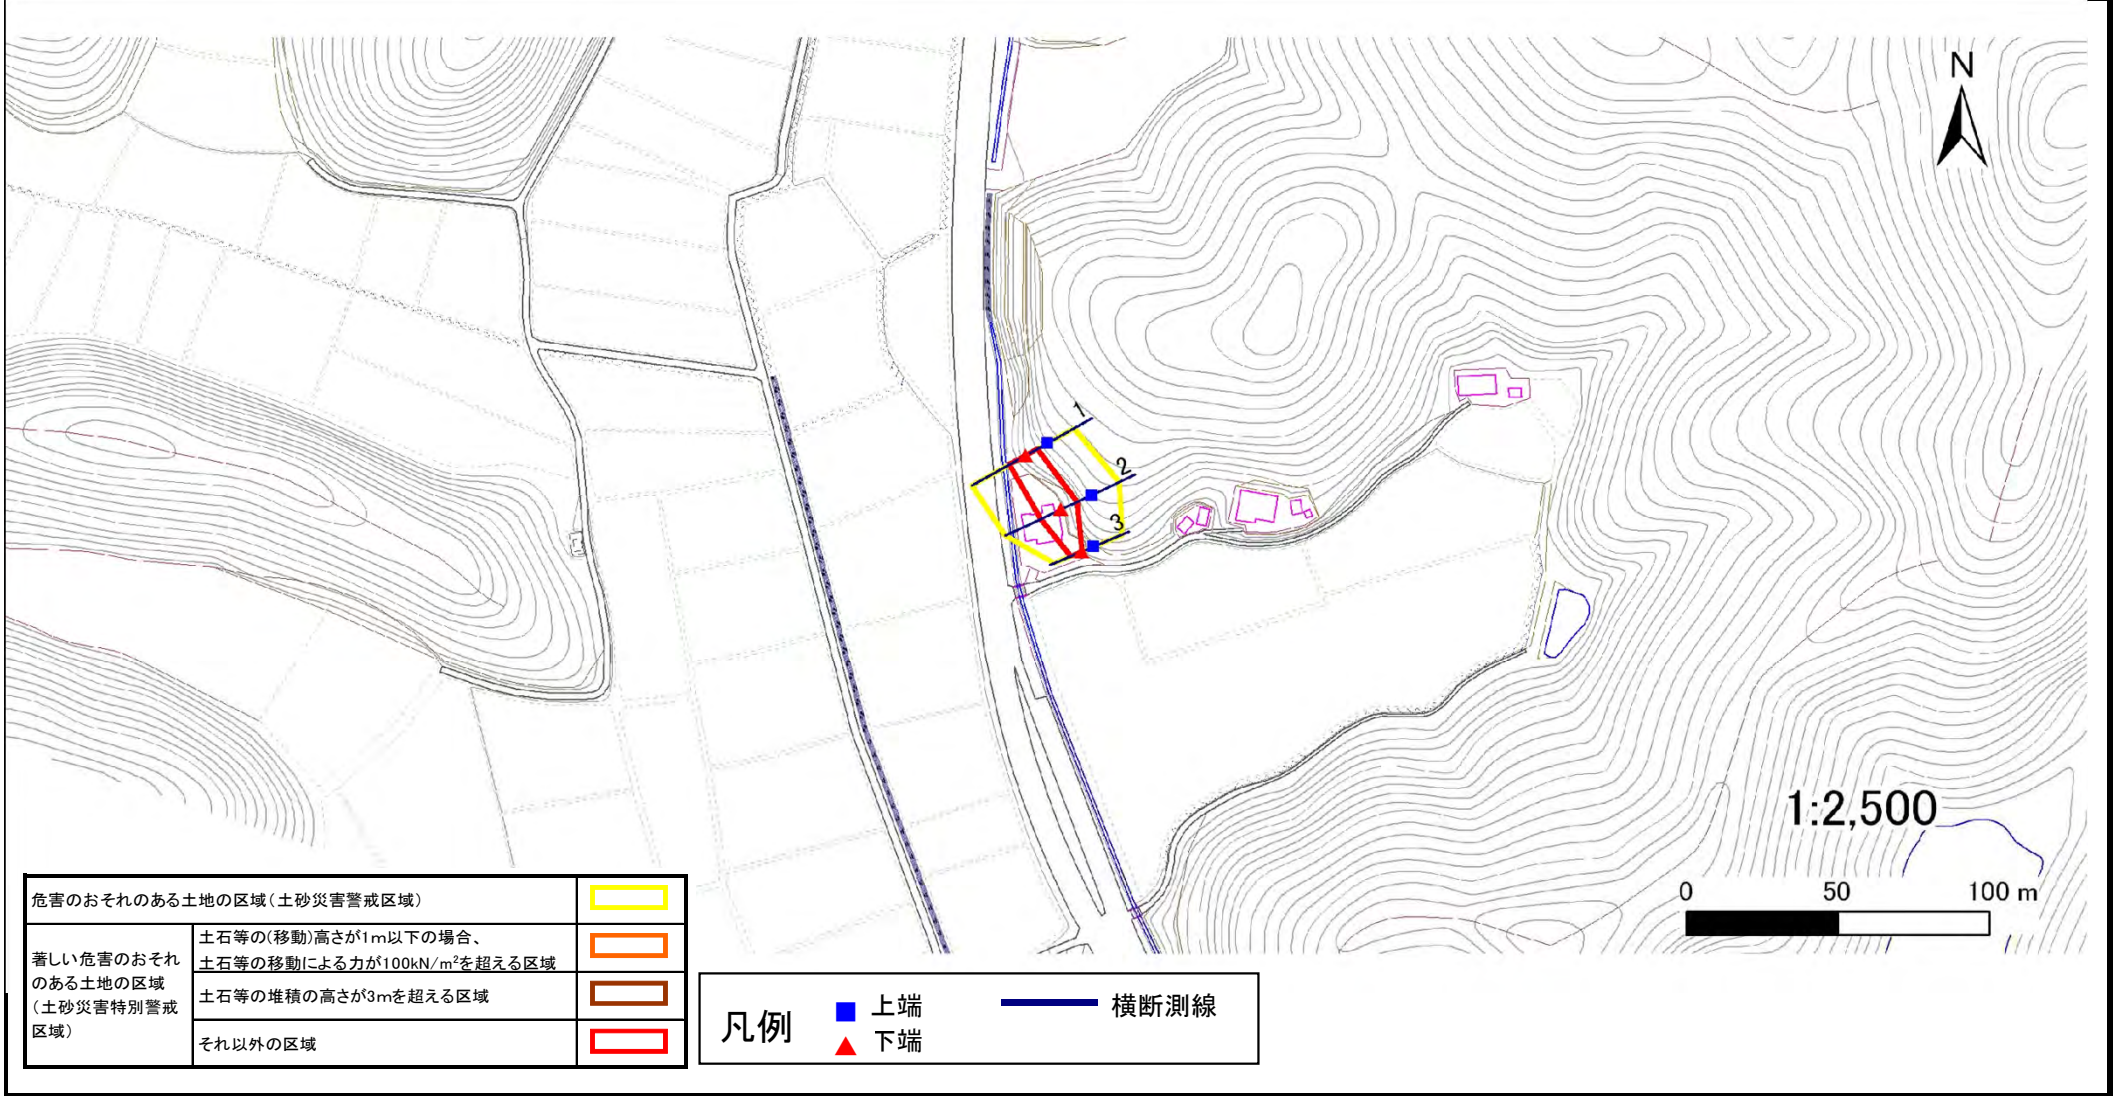 N
1
2
3
1:2,500
0 50 100 m
危害のおそれのある土地の区域(土砂災害警戒区域)
著しい危害のおそれ
のある土地の区域
(土砂災害特別警戒
区域)
土石等の(移動)高さが1m以下の場合、
土石等の移動による力が100kN/m²を超える区域
土石等の堆積の高さが3mを超える区域
それ以外の区域
凡例
上端
下端
横断測線